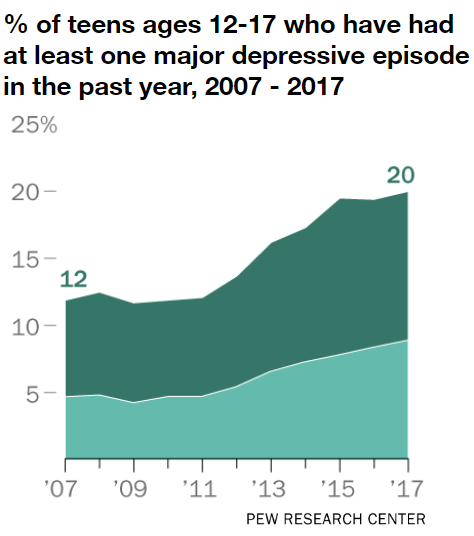 % of teens ages 12-17 who have had
at least one major depressive episode
in the past year, 2007 - 2017
25%
20
20
15
12
10
5
'07 '09 '11 '13 '15 '17
PEW RESEARCH CENTER